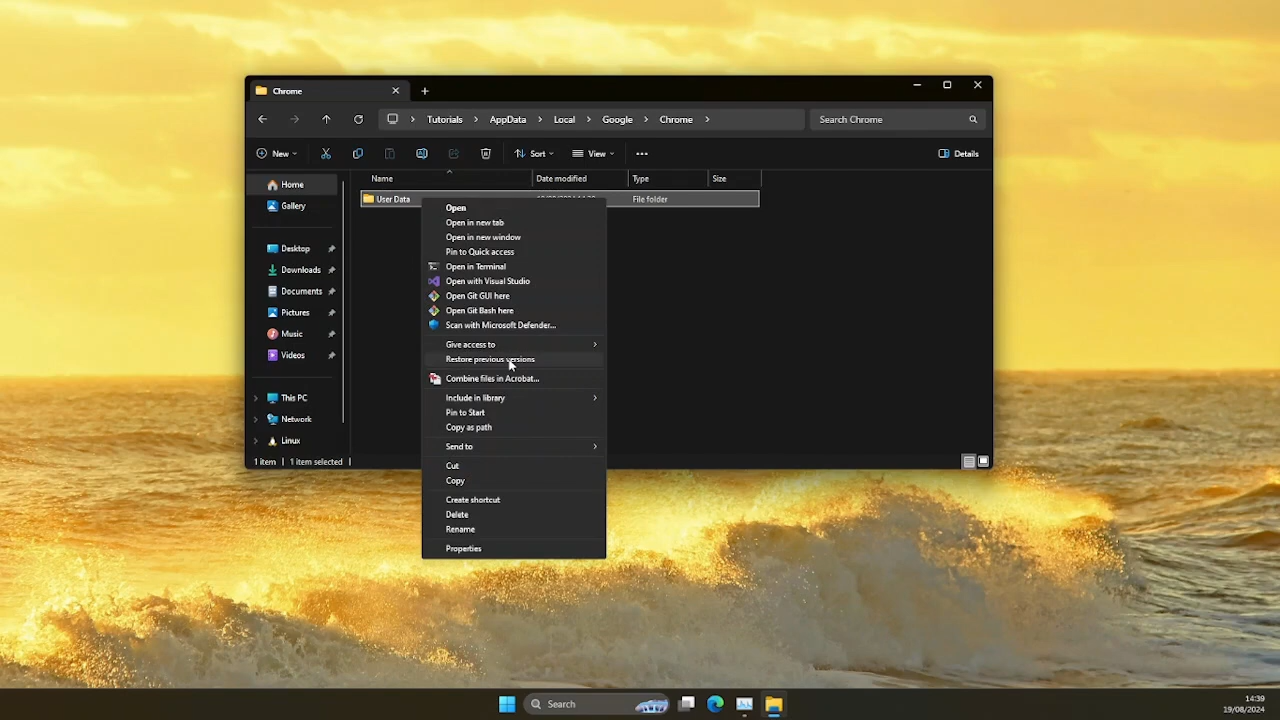 Chrome
Tutorials > AppData > Local > Google > Chrome >
Search Chrome
New
Sort
View
Details
Name
Date modified
Type
Size
Home
Gallery
Desktop
Downloads
Documents
Pictures
Music
Videos
This PC
Network
Linux
User Data
File folder
Open
Open in new tab
Open in new window
Pin to Quick access
Open in Terminal
Open with Visual Studio
Open Git GUI here
Open Git Bash here
Scan with Microsoft Defender...
Give access to
Restore previous versions
Combine files in Acrobat...
Include in library
Pin to Start
Copy as path
Send to
Cut
Copy
Create shortcut
Delete
Rename
Properties
1 item | 1 item selected |
Search
14:39
19/08/2024